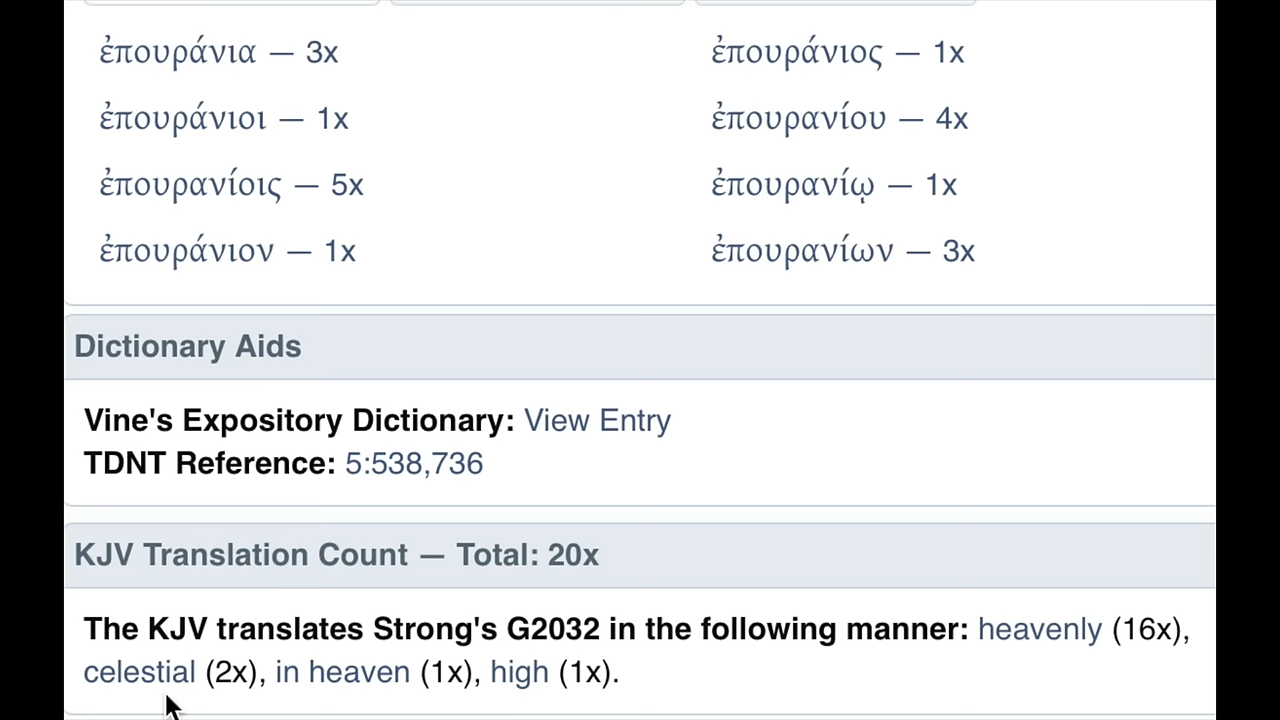 ἐπουράνια — 3x
ἐπουράνιος — 1x
ἐπουράνιοι — 1x
ἐπουρανίου — 4x
ἐπουρανίοις — 5x
ἐπουρανίῳ — 1x
ἐπουράνιον — 1x
ἐπουρανίων — 3x
Dictionary Aids
Vine's Expository Dictionary: View Entry
TDNT Reference: 5:538,736
KJV Translation Count — Total: 20x
The KJV translates Strong's G2032 in the following manner: heavenly (16x),
celestial (2x), in heaven (1x), high (1x).